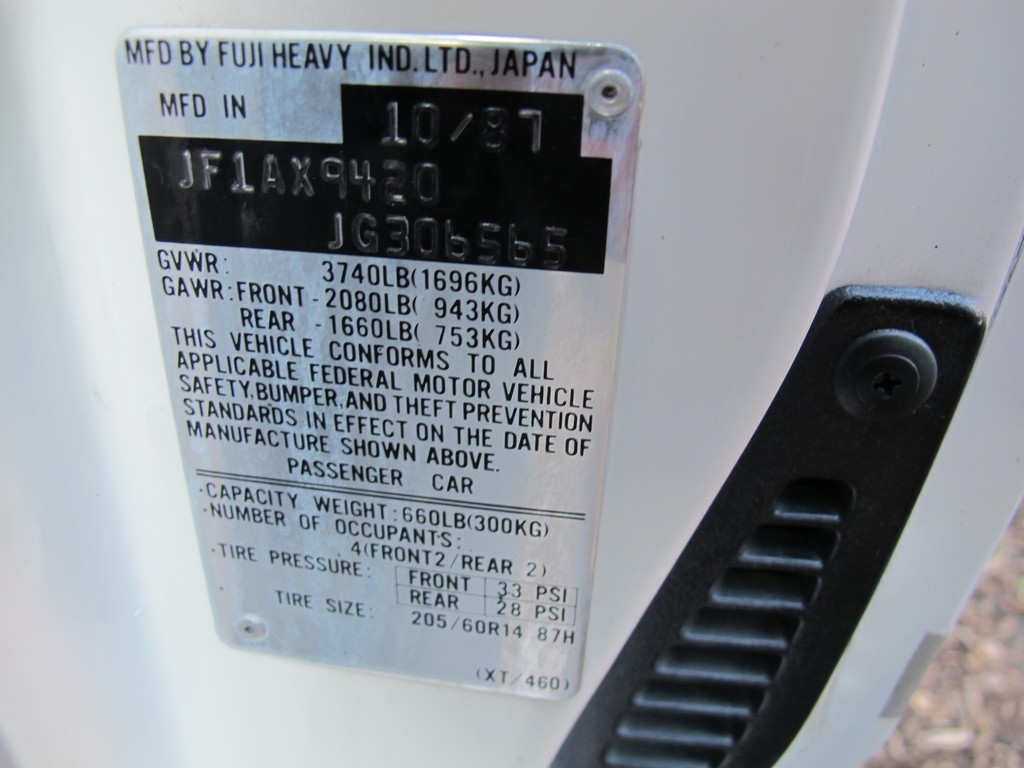 MFD BY FUJI HEAVY IND. LTD., JAPAN
MFD IN 10/87
JF1AX9420
JG306565
GVWR: 3740LB(1696KG)
GAWR: FRONT - 2080LB( 943KG)
REAR - 1660LB( 753KG)
THIS VEHICLE CONFORMS TO ALL
APPLICABLE FEDERAL MOTOR VEHICLE
SAFETY, BUMPER, AND THEFT PREVENTION
STANDARDS IN EFFECT ON THE DATE OF
MANUFACTURE SHOWN ABOVE.
PASSENGER CAR
·CAPACITY WEIGHT: 660LB(300KG)
·NUMBER OF OCCUPANTS:
4(FRONT2/REAR 2)
·TIRE PRESSURE: FRONT 33 PSI
REAR 28 PSI
TIRE SIZE: 205/60R14 87H
(XT/460)